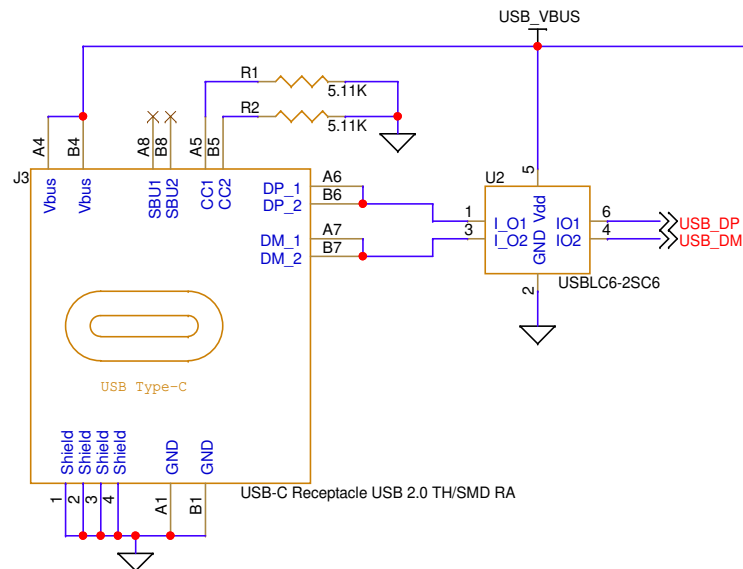 USB_VBUS
R1
5.11K
R2
5.11K
A4
B4
A8
B8
A5
B5
J3
Vbus
Vbus
SBU1
SBU2
CC1
CC2
DP_1
A6
DP_2
B6
DM_1
A7
DM_2
B7
U2
5
1
I_O1
Vdd
IO1
6
USB_DP
3
I_O2
GND
IO2
4
USB_DM
2
USBLC6-2SC6
USB Type-C
Shield
Shield
Shield
Shield
GND
GND
1
2
3
4
A1
B1
USB-C Receptacle USB 2.0 TH/SMD RA